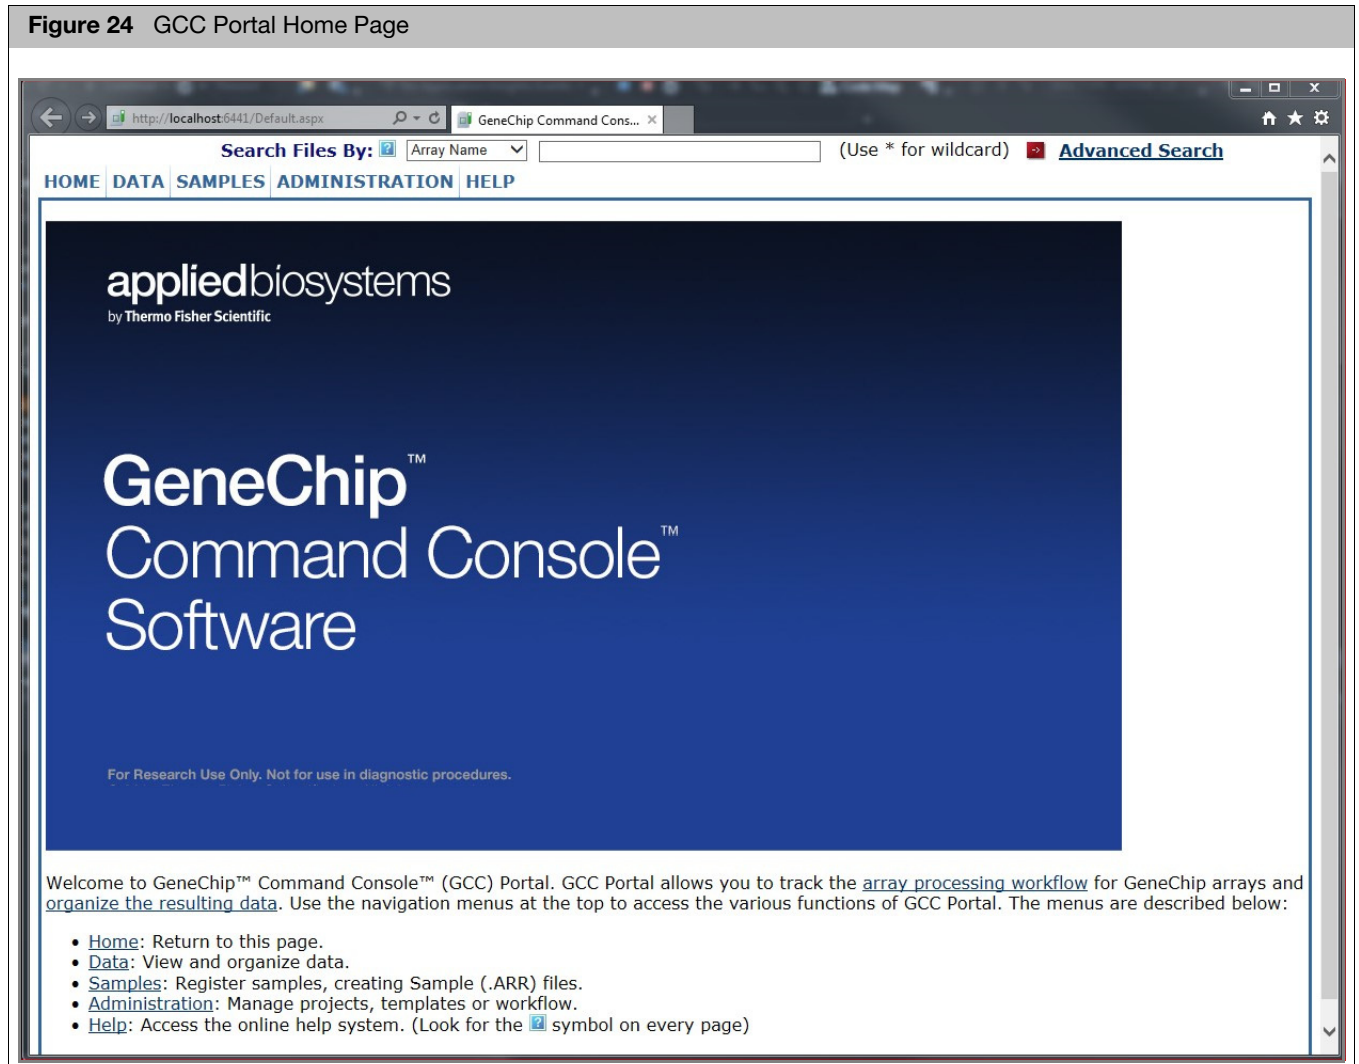 Figure 24 GCC Portal Home Page
http://localhost:6441/Default.aspx
GeneChip Command Cons...
Search Files By: ? Array Name (Use * for wildcard) Advanced Search
HOME DATA SAMPLES ADMINISTRATION HELP
appliedbiosystems
by Thermo Fisher Scientific
GeneChip™
Command Console™
Software
For Research Use Only. Not for use in diagnostic procedures.
Welcome to GeneChip™ Command Console™ (GCC) Portal. GCC Portal allows you to track the array processing workflow for GeneChip arrays and
organize the resulting data. Use the navigation menus at the top to access the various functions of GCC Portal. The menus are described below:
• Home: Return to this page.
• Data: View and organize data.
• Samples: Register samples, creating Sample (.ARR) files.
• Administration: Manage projects, templates or workflow.
• Help: Access the online help system. (Look for the ? symbol on every page)